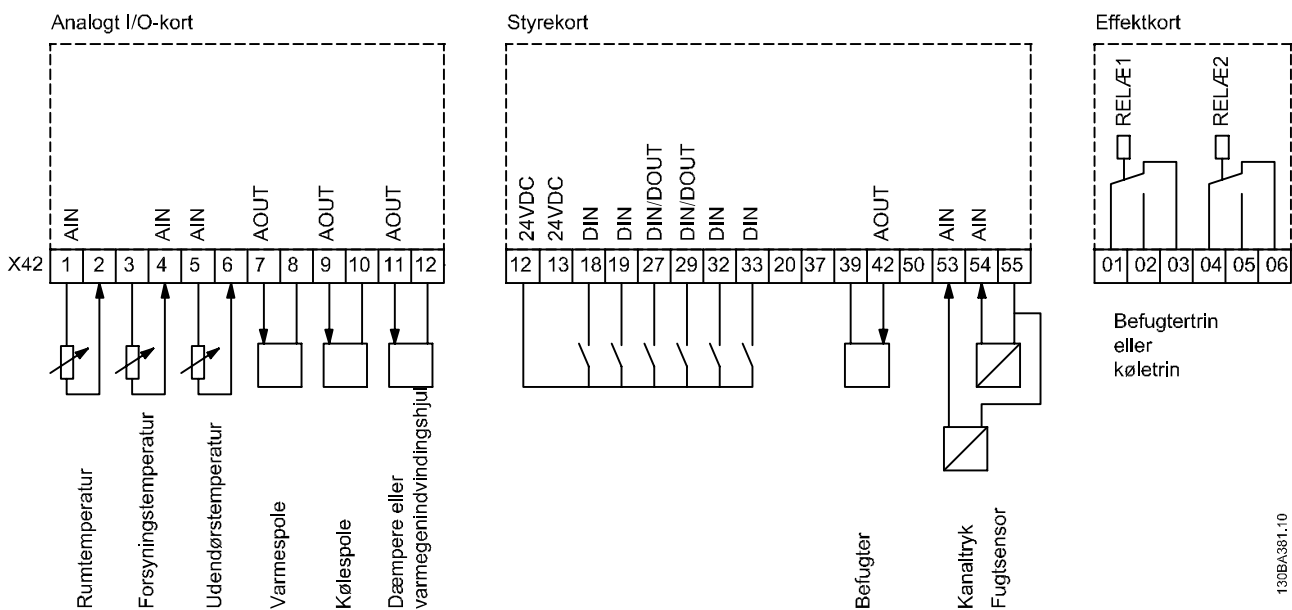 Analogt I/O-kort
Styrekort
Effektkort
RELÆ1
RELÆ2
AIN
AIN
AIN
AOUT
AOUT
AOUT
24VDC
24VDC
DIN
DIN
DIN/DOUT
DIN/DOUT
DIN
DIN
AOUT
AIN
AIN
X42 1 2 3 4 5 6 7 8 9 10 11 12
12 13 18 19 27 29 32 33 20 37 39 42 50 53 54 55
01 02 03 04 05 06
Befugtertrin
eller
køletrin
Rumtemperatur
Forsyningstemperatur
Udendørstemperatur
Varmespole
Kølespole
Dæmpere eller
varmegenindvindingshjul
Befugter
Kanaltryk
Fugtsensor
130BA381.10